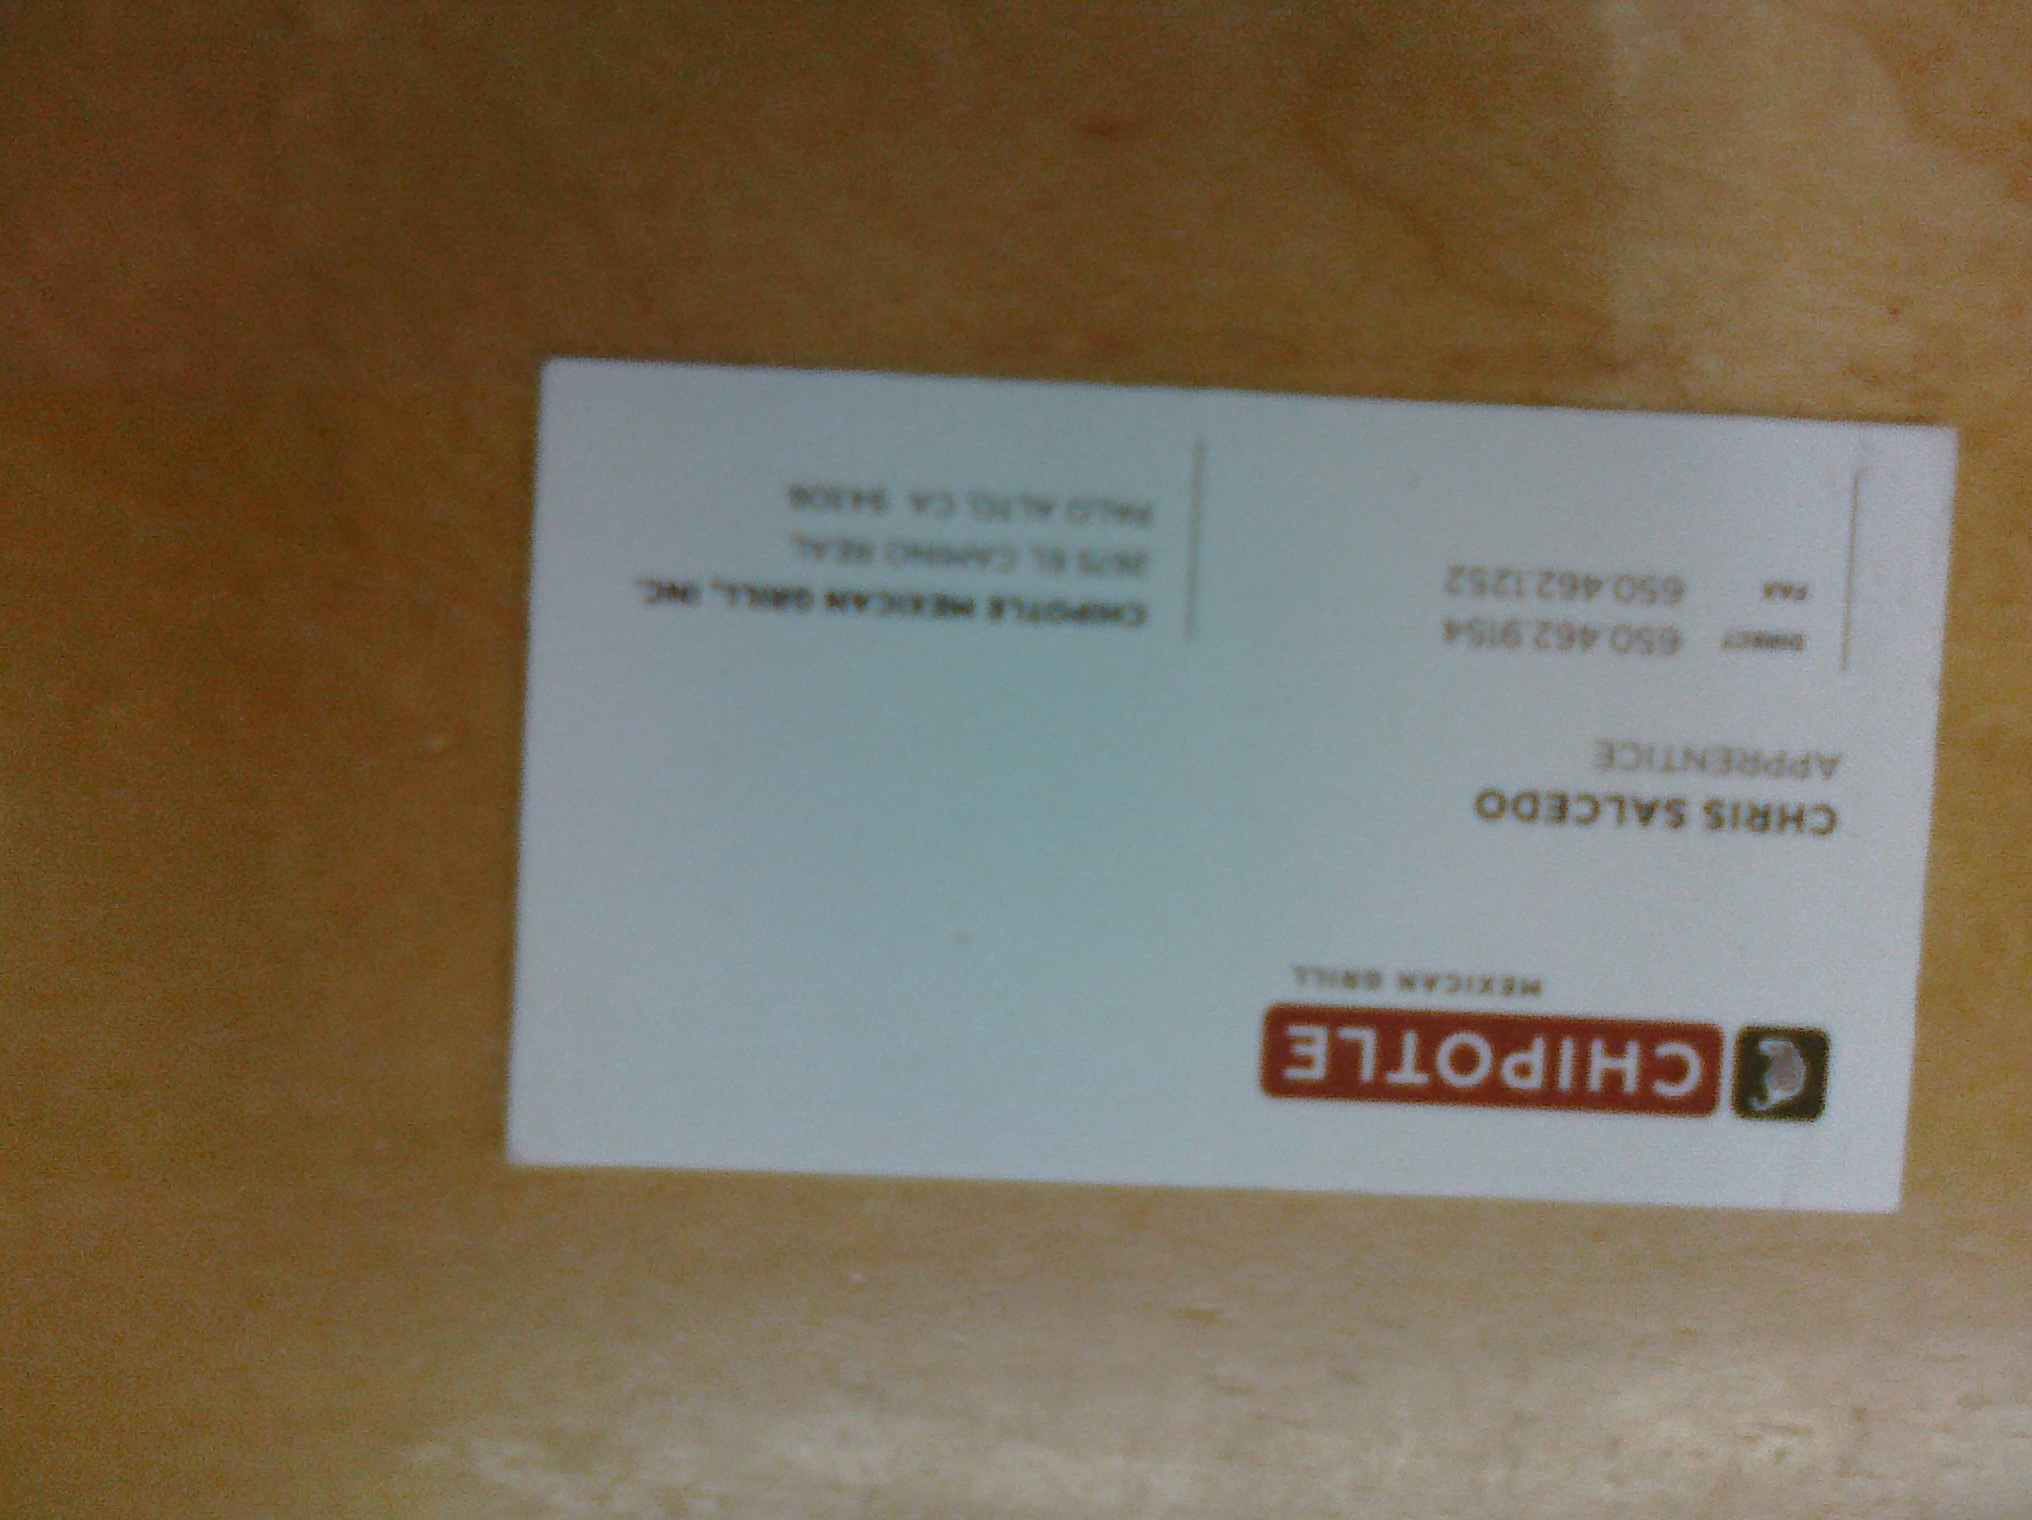 CHIPOTLE
MEXICAN GRILL
CHRIS SALCEDO
APPRENTICE
DIRECT 650.462.9154
FAX 650.462.1252
CHIPOTLE MEXICAN GRILL, INC.
2675 EL CAMINO REAL
PALO ALTO, CA 94306